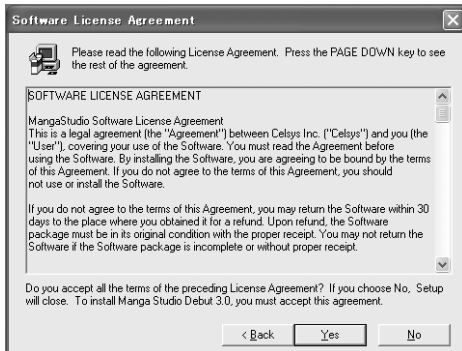 Software License Agreement
Please read the following License Agreement. Press the PAGE DOWN key to see
the rest of the agreement.
SOFTWARE LICENSE AGREEMENT
MangaStudio Software License Agreement
This is a legal agreement (the "Agreement") between Celsys Inc. ("Celsys") and you (the
"User"), covering your use of the Software. You must read the Agreement before
using the Software. By installing the Software, you are agreeing to be bound by the terms
of this Agreement. If you do not agree to the terms of this Agreement, you should
not use or install the Software.
If you do not agree to the terms of this Agreement, you may return the Software within 30
days to the place where you obtained it for a refund. Upon refund, the Software
package must be in its original condition with the proper receipt. You may not return the
Software if the Software package is incomplete or without proper receipt.
Do you accept all the terms of the preceding License Agreement? If you choose No, Setup
will close. To install Manga Studio Debut 3.0, you must accept this agreement.
< Back Yes No